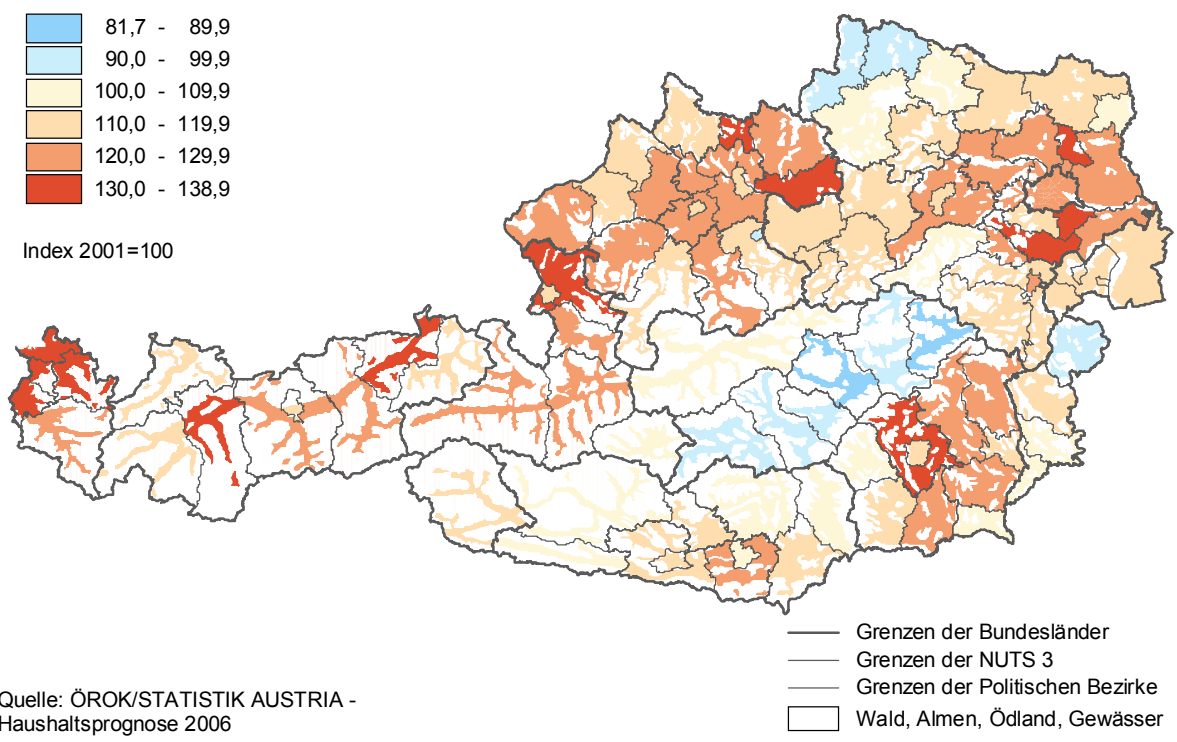 81,7 - 89,9
90,0 - 99,9
100,0 - 109,9
110,0 - 119,9
120,0 - 129,9
130,0 - 138,9
Index 2001=100
Grenzen der Bundesländer
Grenzen der NUTS 3
Grenzen der Politischen Bezirke
Wald, Almen, Ödland, Gewässer
Quelle: ÖROK/STATISTIK AUSTRIA -
Haushaltsprognose 2006